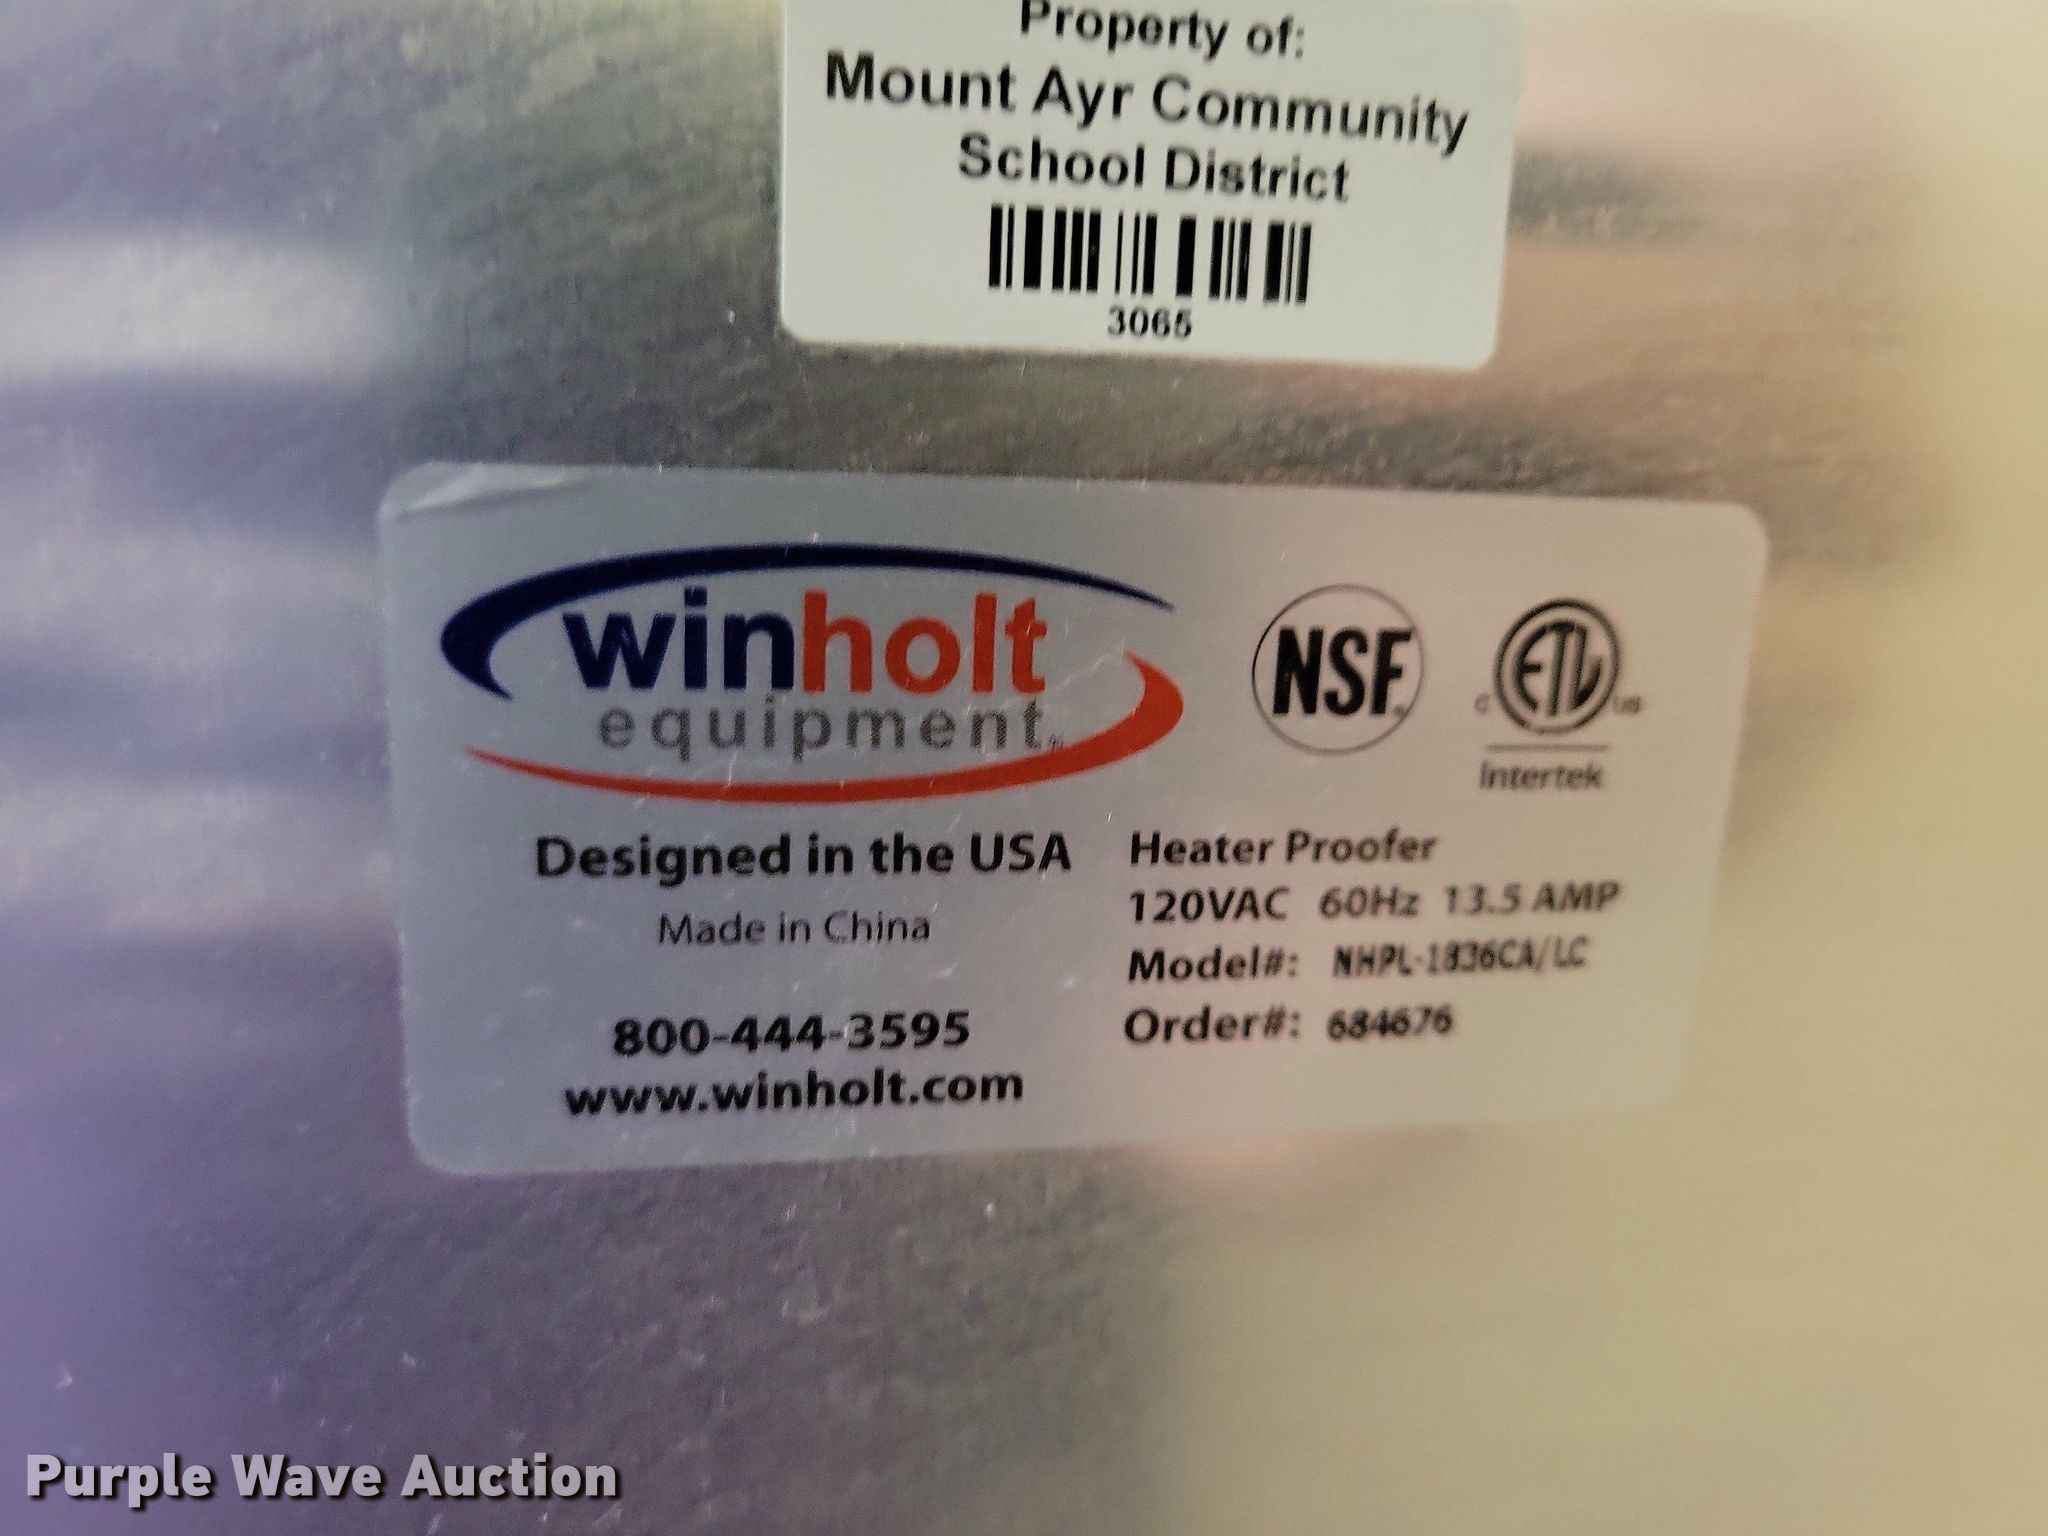 Property of:
Mount Ayr Community
School District
3065
winholt
equipment
NSF
C ETL US
Intertek
Designed in the USA
Made in China
800-444-3595
www.winholt.com
Heater Proofer
120VAC 60Hz 13.5 AMP
Model#: NHPL-1836CA/LC
Order#: 684676
Purple Wave Auction